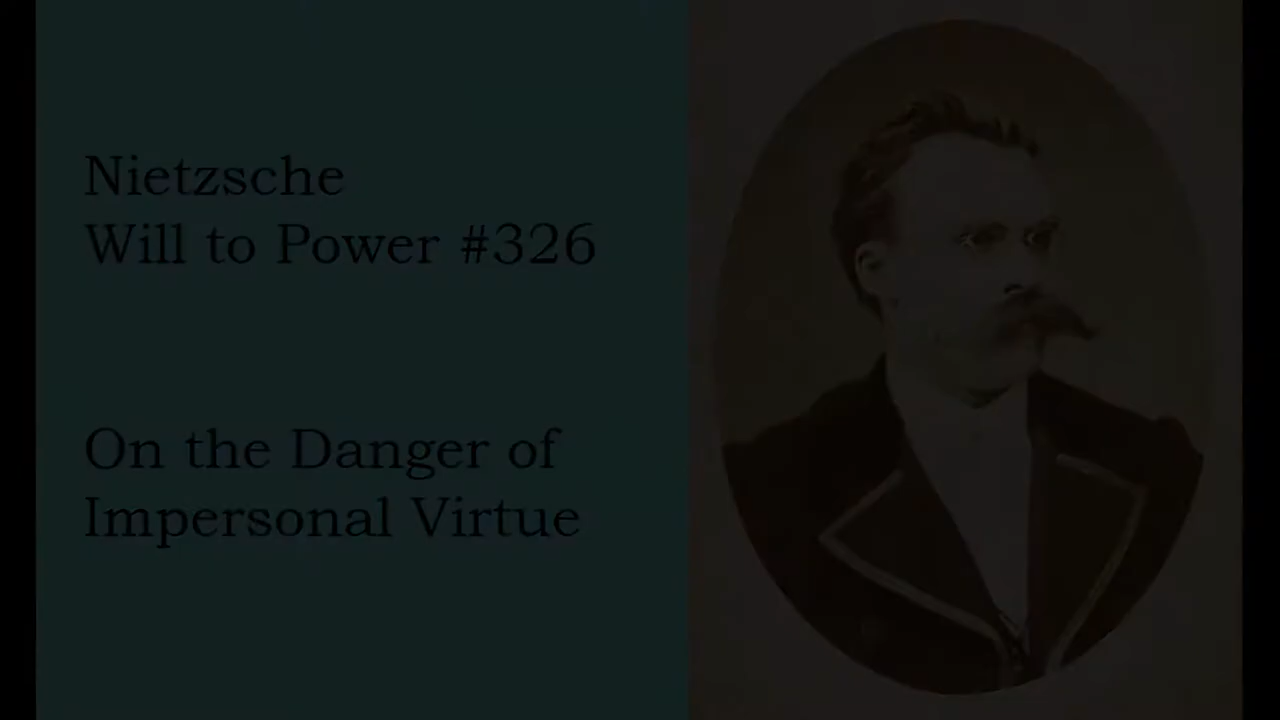 Nietzsche
Will to Power #326
On the Danger of
Impersonal Virtue